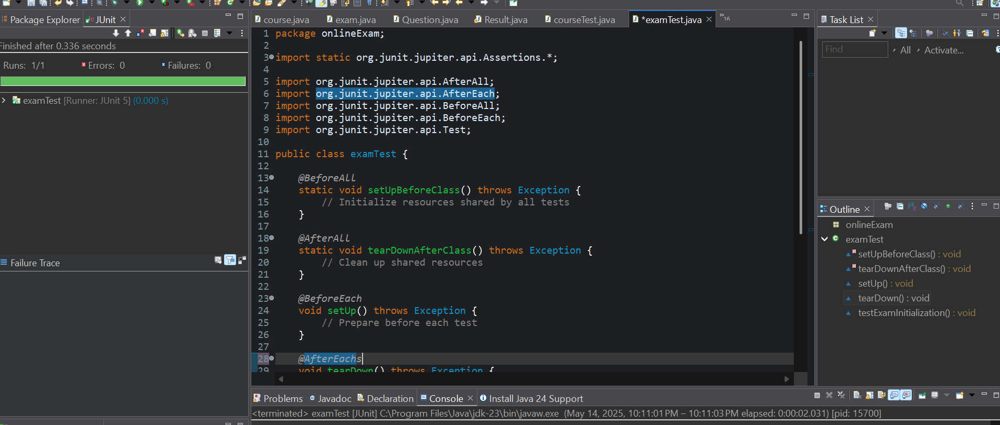 Package Explorer JUnit
Finished after 0.336 seconds
Runs: 1/1 Errors: 0 Failures: 0
examTest [Runner: JUnit 5] (0.000 s)
Failure Trace
course.java exam.java Question.java Result.java courseTest.java *examTest.java »16
1 package onlineExam;
2
3 import static org.junit.jupiter.api.Assertions.*;
4
5 import org.junit.jupiter.api.AfterAll;
6 import org.junit.jupiter.api.AfterEach;
7 import org.junit.jupiter.api.BeforeAll;
8 import org.junit.jupiter.api.BeforeEach;
9 import org.junit.jupiter.api.Test;
10
11 public class examTest {
12
13 @BeforeAll
14 static void setUpBeforeClass() throws Exception {
15 // Initialize resources shared by all tests
16 }
17
18 @AfterAll
19 static void tearDownAfterClass() throws Exception {
20 // Clean up shared resources
21 }
22
23 @BeforeEach
24 void setUp() throws Exception {
25 // Prepare before each test
26 }
27
28 @AfterEachs
29 void tearDown() throws Exception {
Task List
Find All Activate...
Outline
onlineExam
examTest
setUpBeforeClass() : void
tearDownAfterClass() : void
setUp() : void
tearDown() : void
testExamInitialization() : void
Problems Javadoc Declaration Console Install Java 24 Support
<terminated> examTest [JUnit] C:\Program Files\Java\jdk-23\bin\javaw.exe (May 14, 2025, 10:11:01 PM – 10:11:03 PM elapsed: 0:00:02.031) [pid: 15700]